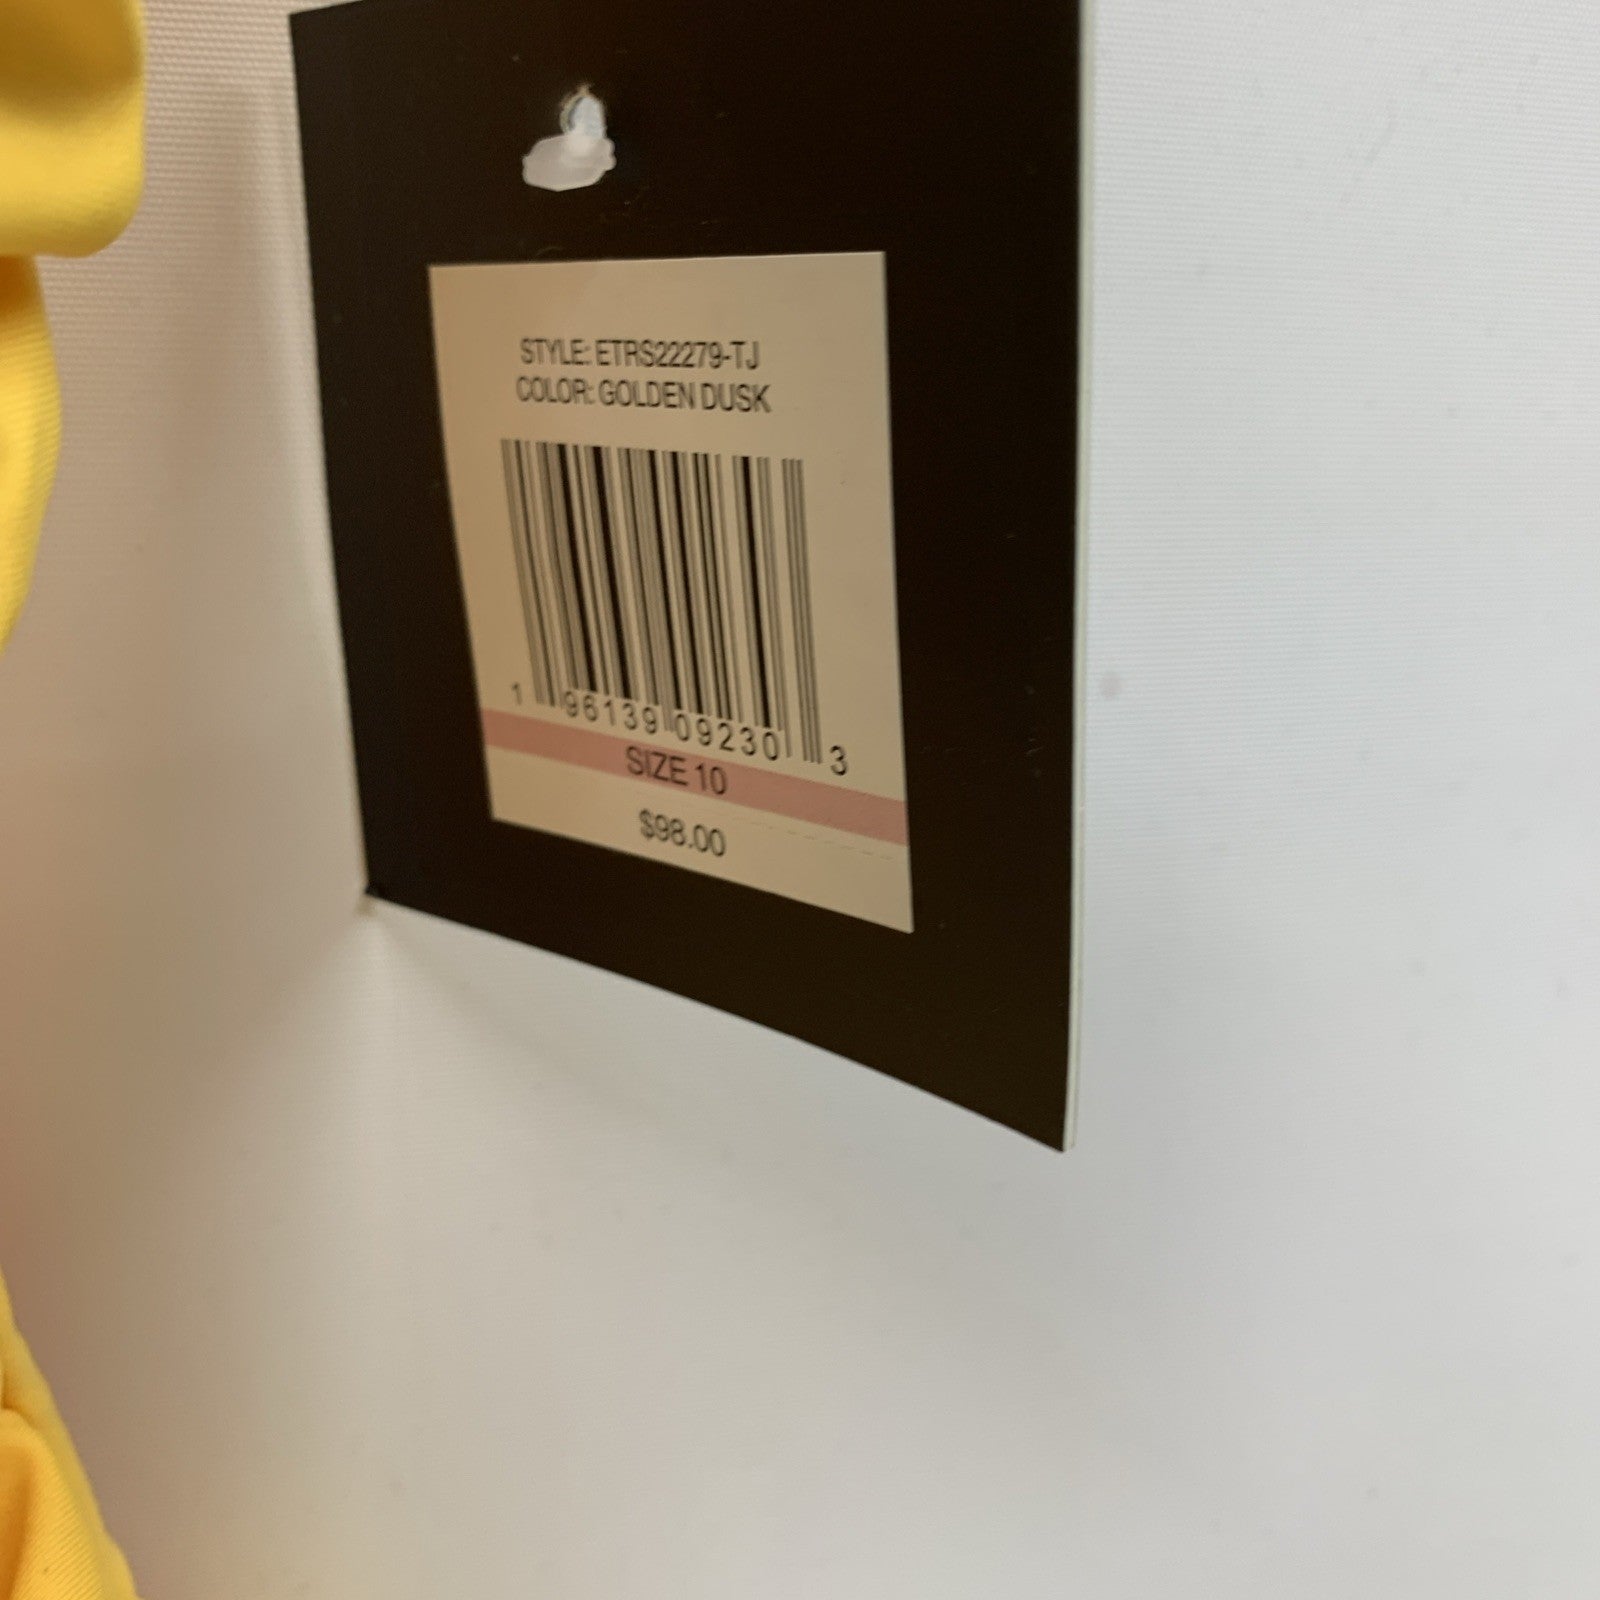 STYLE: ETRS22279-TJ
COLOR: GOLDEN DUSK
1 96139 09230 3
SIZE 10
$98.00